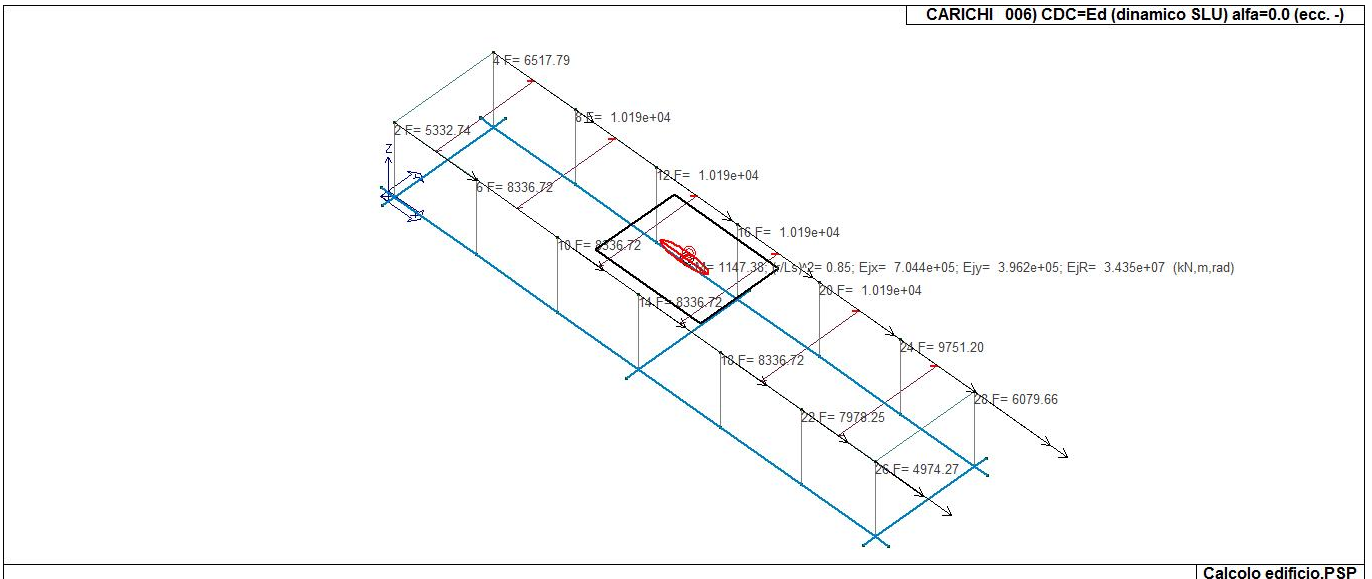 CARICHI 006) CDC=Ed (dinamico SLU) alfa=0.0 (ecc. -)
4 F= 6517.79
8 F= 1.019e+04
2 F= 5332.74
Z
12 F= 1.019e+04
6 F= 8336.72
16 F= 1.019e+04
10 F= 8336.72
= 1147.38; (r/Ls)^2= 0.85; Ejx= 7.044e+05; Ejy= 3.962e+05; EjR= 3.435e+07 (kN,m,rad)
20 F= 1.019e+04
14 F= 8336.72
24 F= 9751.20
18 F= 8336.72
28 F= 6079.66
22 F= 7978.25
26 F= 4974.27
Calcolo edificio.PSP